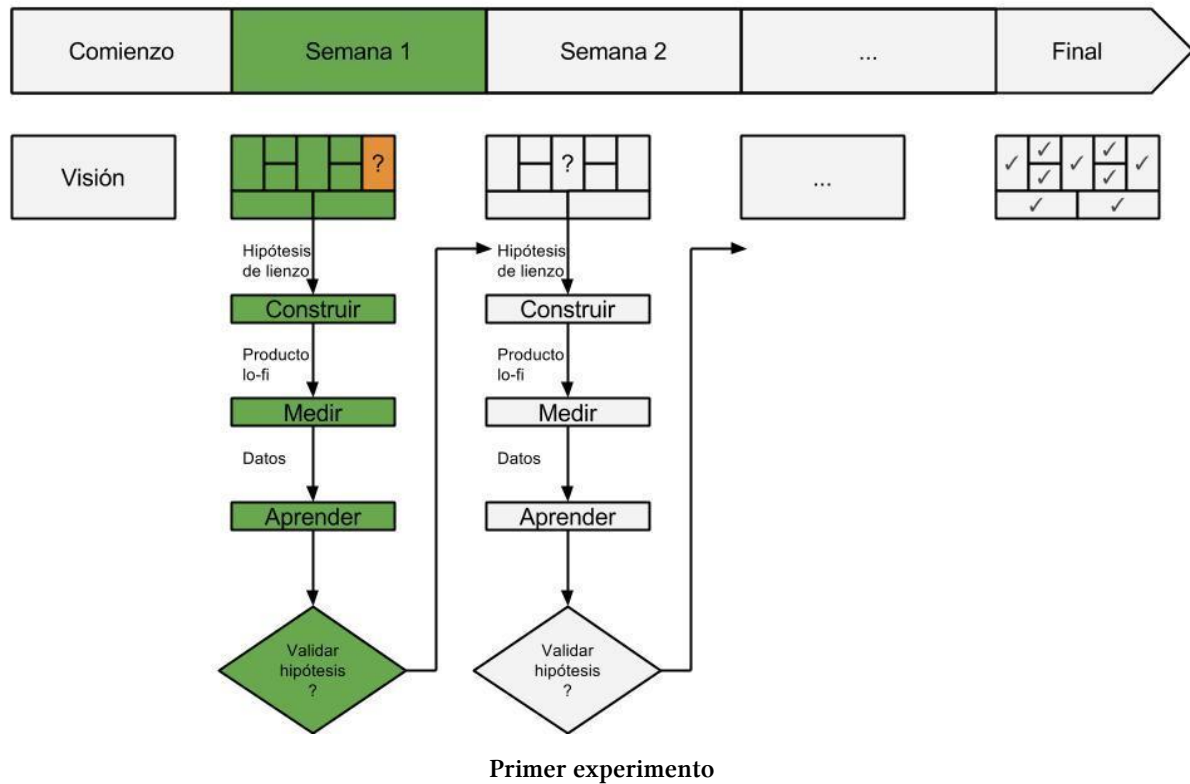 Comienzo
Semana 1
Semana 2
...
Final
Visión
?
?
...
✓ ✓ ✓ ✓ ✓
✓ ✓
✓ ✓
Hipótesis
de lienzo
Construir
Producto
lo-fi
Medir
Datos
Aprender
Validar
hipótesis
?
Hipótesis
de lienzo
Construir
Producto
lo-fi
Medir
Datos
Aprender
Validar
hipótesis
?
Primer experimento